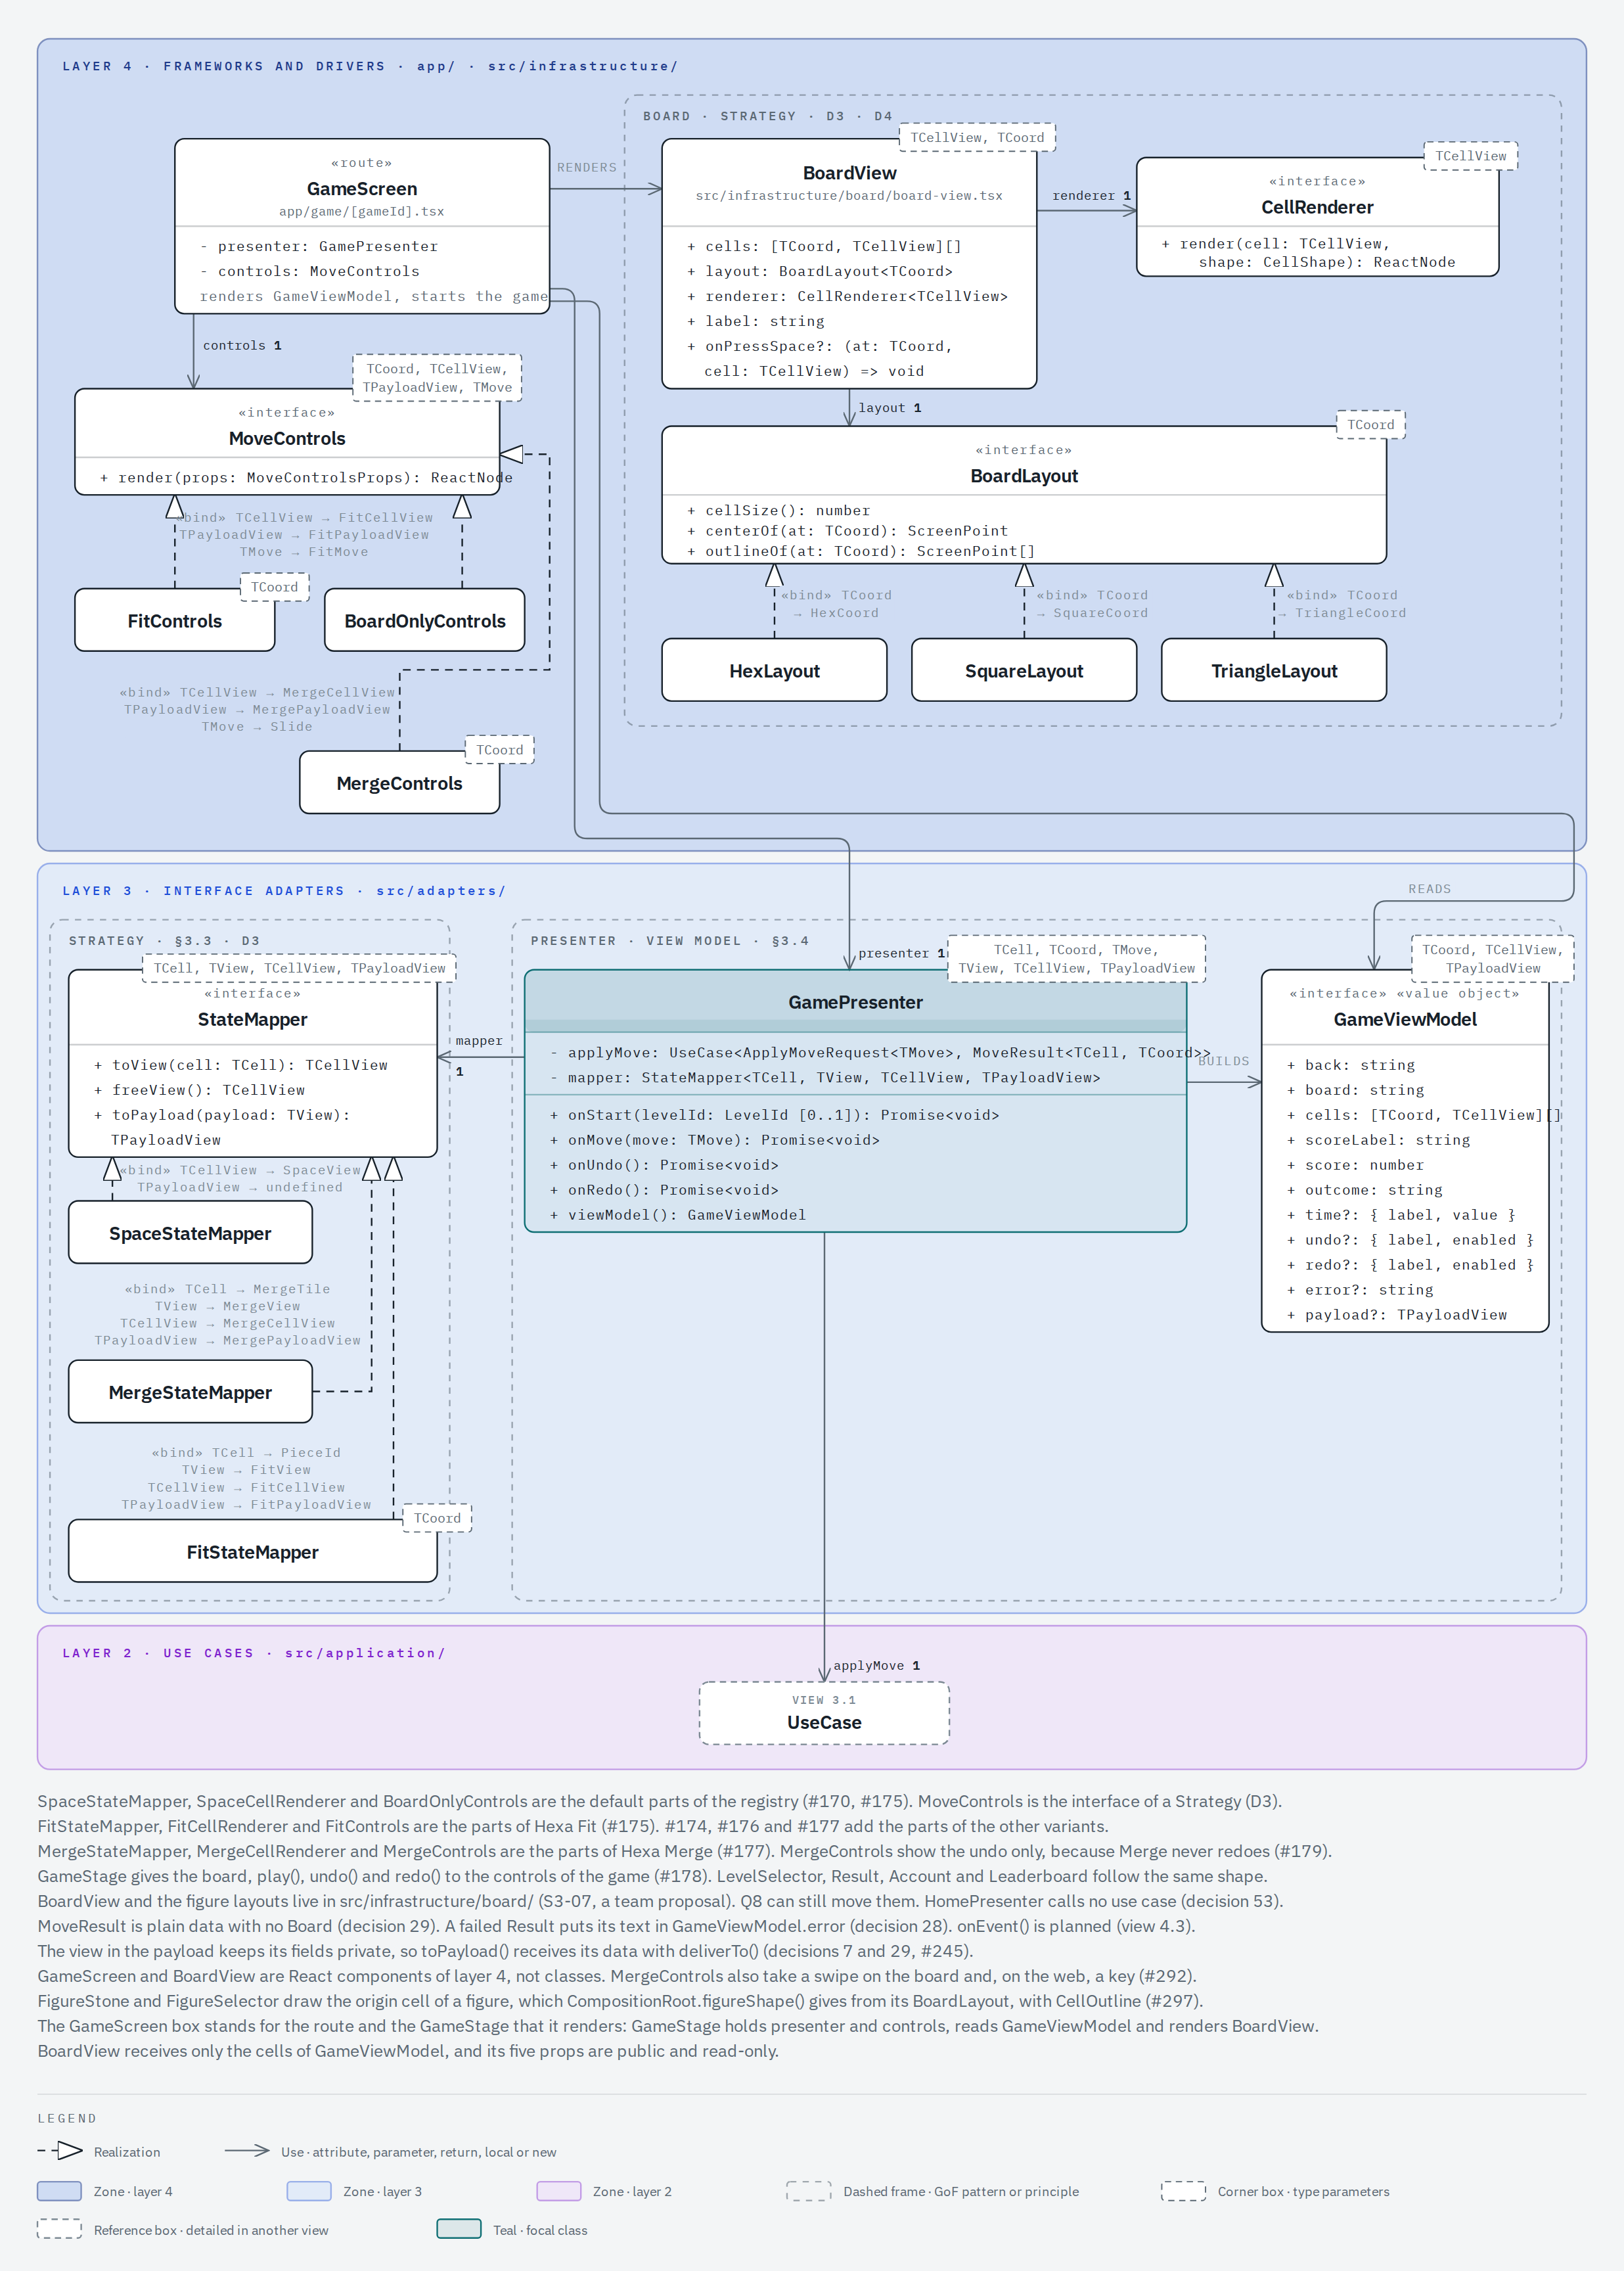 LAYER 4 · FRAMEWORKS AND DRIVERS · app/ · src/infrastructure/
BOARD · STRATEGY · D3 · D4
«route»
GameScreen
app/game/[gameId].tsx
- presenter: GamePresenter
- controls: MoveControls
renders GameViewModel, starts the game
RENDERS
TCellView, TCoord
BoardView
src/infrastructure/board/board-view.tsx
+ cells: [TCoord, TCellView][]
+ layout: BoardLayout<TCoord>
+ renderer: CellRenderer<TCellView>
+ label: string
+ onPressSpace?: (at: TCoord,
cell: TCellView) => void
renderer 1
TCellView
«interface»
CellRenderer
+ render(cell: TCellView,
shape: CellShape): ReactNode
controls 1
TCoord, TCellView,
TPayloadView, TMove
«interface»
MoveControls
+ render(props: MoveControlsProps): ReactNode
layout 1
TCoord
«interface»
BoardLayout
+ cellSize(): number
+ centerOf(at: TCoord): ScreenPoint
+ outlineOf(at: TCoord): ScreenPoint[]
«bind» TCellView → FitCellView
TPayloadView → FitPayloadView
TMove → FitMove
TCoord
FitControls
BoardOnlyControls
«bind» TCoord
→ HexCoord
«bind» TCoord
→ SquareCoord
«bind» TCoord
→ TriangleCoord
HexLayout
SquareLayout
TriangleLayout
«bind» TCellView → MergeCellView
TPayloadView → MergePayloadView
TMove → Slide
TCoord
MergeControls
LAYER 3 · INTERFACE ADAPTERS · src/adapters/
READS
STRATEGY · §3.3 · D3
TCell, TView, TCellView, TPayloadView
«interface»
StateMapper
+ toView(cell: TCell): TCellView
+ freeView(): TCellView
+ toPayload(payload: TView):
TPayloadView
mapper
1
PRESENTER · VIEW MODEL · §3.4
presenter 1
TCell, TCoord, TMove,
TView, TCellView, TPayloadView
GamePresenter
- applyMove: UseCase<ApplyMoveRequest<TMove>, MoveResult<TCell, TCoord>>
- mapper: StateMapper<TCell, TView, TCellView, TPayloadView>
+ onStart(levelId: LevelId [0..1]): Promise<void>
+ onMove(move: TMove): Promise<void>
+ onUndo(): Promise<void>
+ onRedo(): Promise<void>
+ viewModel(): GameViewModel
BUILDS
TCoord, TCellView,
TPayloadView
«interface» «value object»
GameViewModel
+ back: string
+ board: string
+ cells: [TCoord, TCellView][]
+ scoreLabel: string
+ score: number
+ outcome: string
+ time?: { label, value }
+ undo?: { label, enabled }
+ redo?: { label, enabled }
+ error?: string
+ payload?: TPayloadView
«bind» TCellView → SpaceView
TPayloadView → undefined
SpaceStateMapper
«bind» TCell → MergeTile
TView → MergeView
TCellView → MergeCellView
TPayloadView → MergePayloadView
MergeStateMapper
«bind» TCell → PieceId
TView → FitView
TCellView → FitCellView
TPayloadView → FitPayloadView
TCoord
FitStateMapper
LAYER 2 · USE CASES · src/application/
applyMove 1
VIEW 3.1
UseCase
SpaceStateMapper, SpaceCellRenderer and BoardOnlyControls are the default parts of the registry (#170, #175). MoveControls is the interface of a Strategy (D3).
FitStateMapper, FitCellRenderer and FitControls are the parts of Hexa Fit (#175). #174, #176 and #177 add the parts of the other variants.
MergeStateMapper, MergeCellRenderer and MergeControls are the parts of Hexa Merge (#177). MergeControls show the undo only, because Merge never redoes (#179).
GameStage gives the board, play(), undo() and redo() to the controls of the game (#178). LevelSelector, Result, Account and Leaderboard follow the same shape.
BoardView and the figure layouts live in src/infrastructure/board/ (S3-07, a team proposal). Q8 can still move them. HomePresenter calls no use case (decision 53).
MoveResult is plain data with no Board (decision 29). A failed Result puts its text in GameViewModel.error (decision 28). onEvent() is planned (view 4.3).
The view in the payload keeps its fields private, so toPayload() receives its data with deliverTo() (decisions 7 and 29, #245).
GameScreen and BoardView are React components of layer 4, not classes. MergeControls also take a swipe on the board and, on the web, a key (#292).
FigureStone and FigureSelector draw the origin cell of a figure, which CompositionRoot.figureShape() gives from its BoardLayout, with CellOutline (#297).
The GameScreen box stands for the route and the GameStage that it renders: GameStage holds presenter and controls, reads GameViewModel and renders BoardView.
BoardView receives only the cells of GameViewModel, and its five props are public and read-only.
LEGEND
Realization
Use · attribute, parameter, return, local or new
Zone · layer 4
Zone · layer 3
Zone · layer 2
Dashed frame · GoF pattern or principle
Corner box · type parameters
Reference box · detailed in another view
Teal · focal class